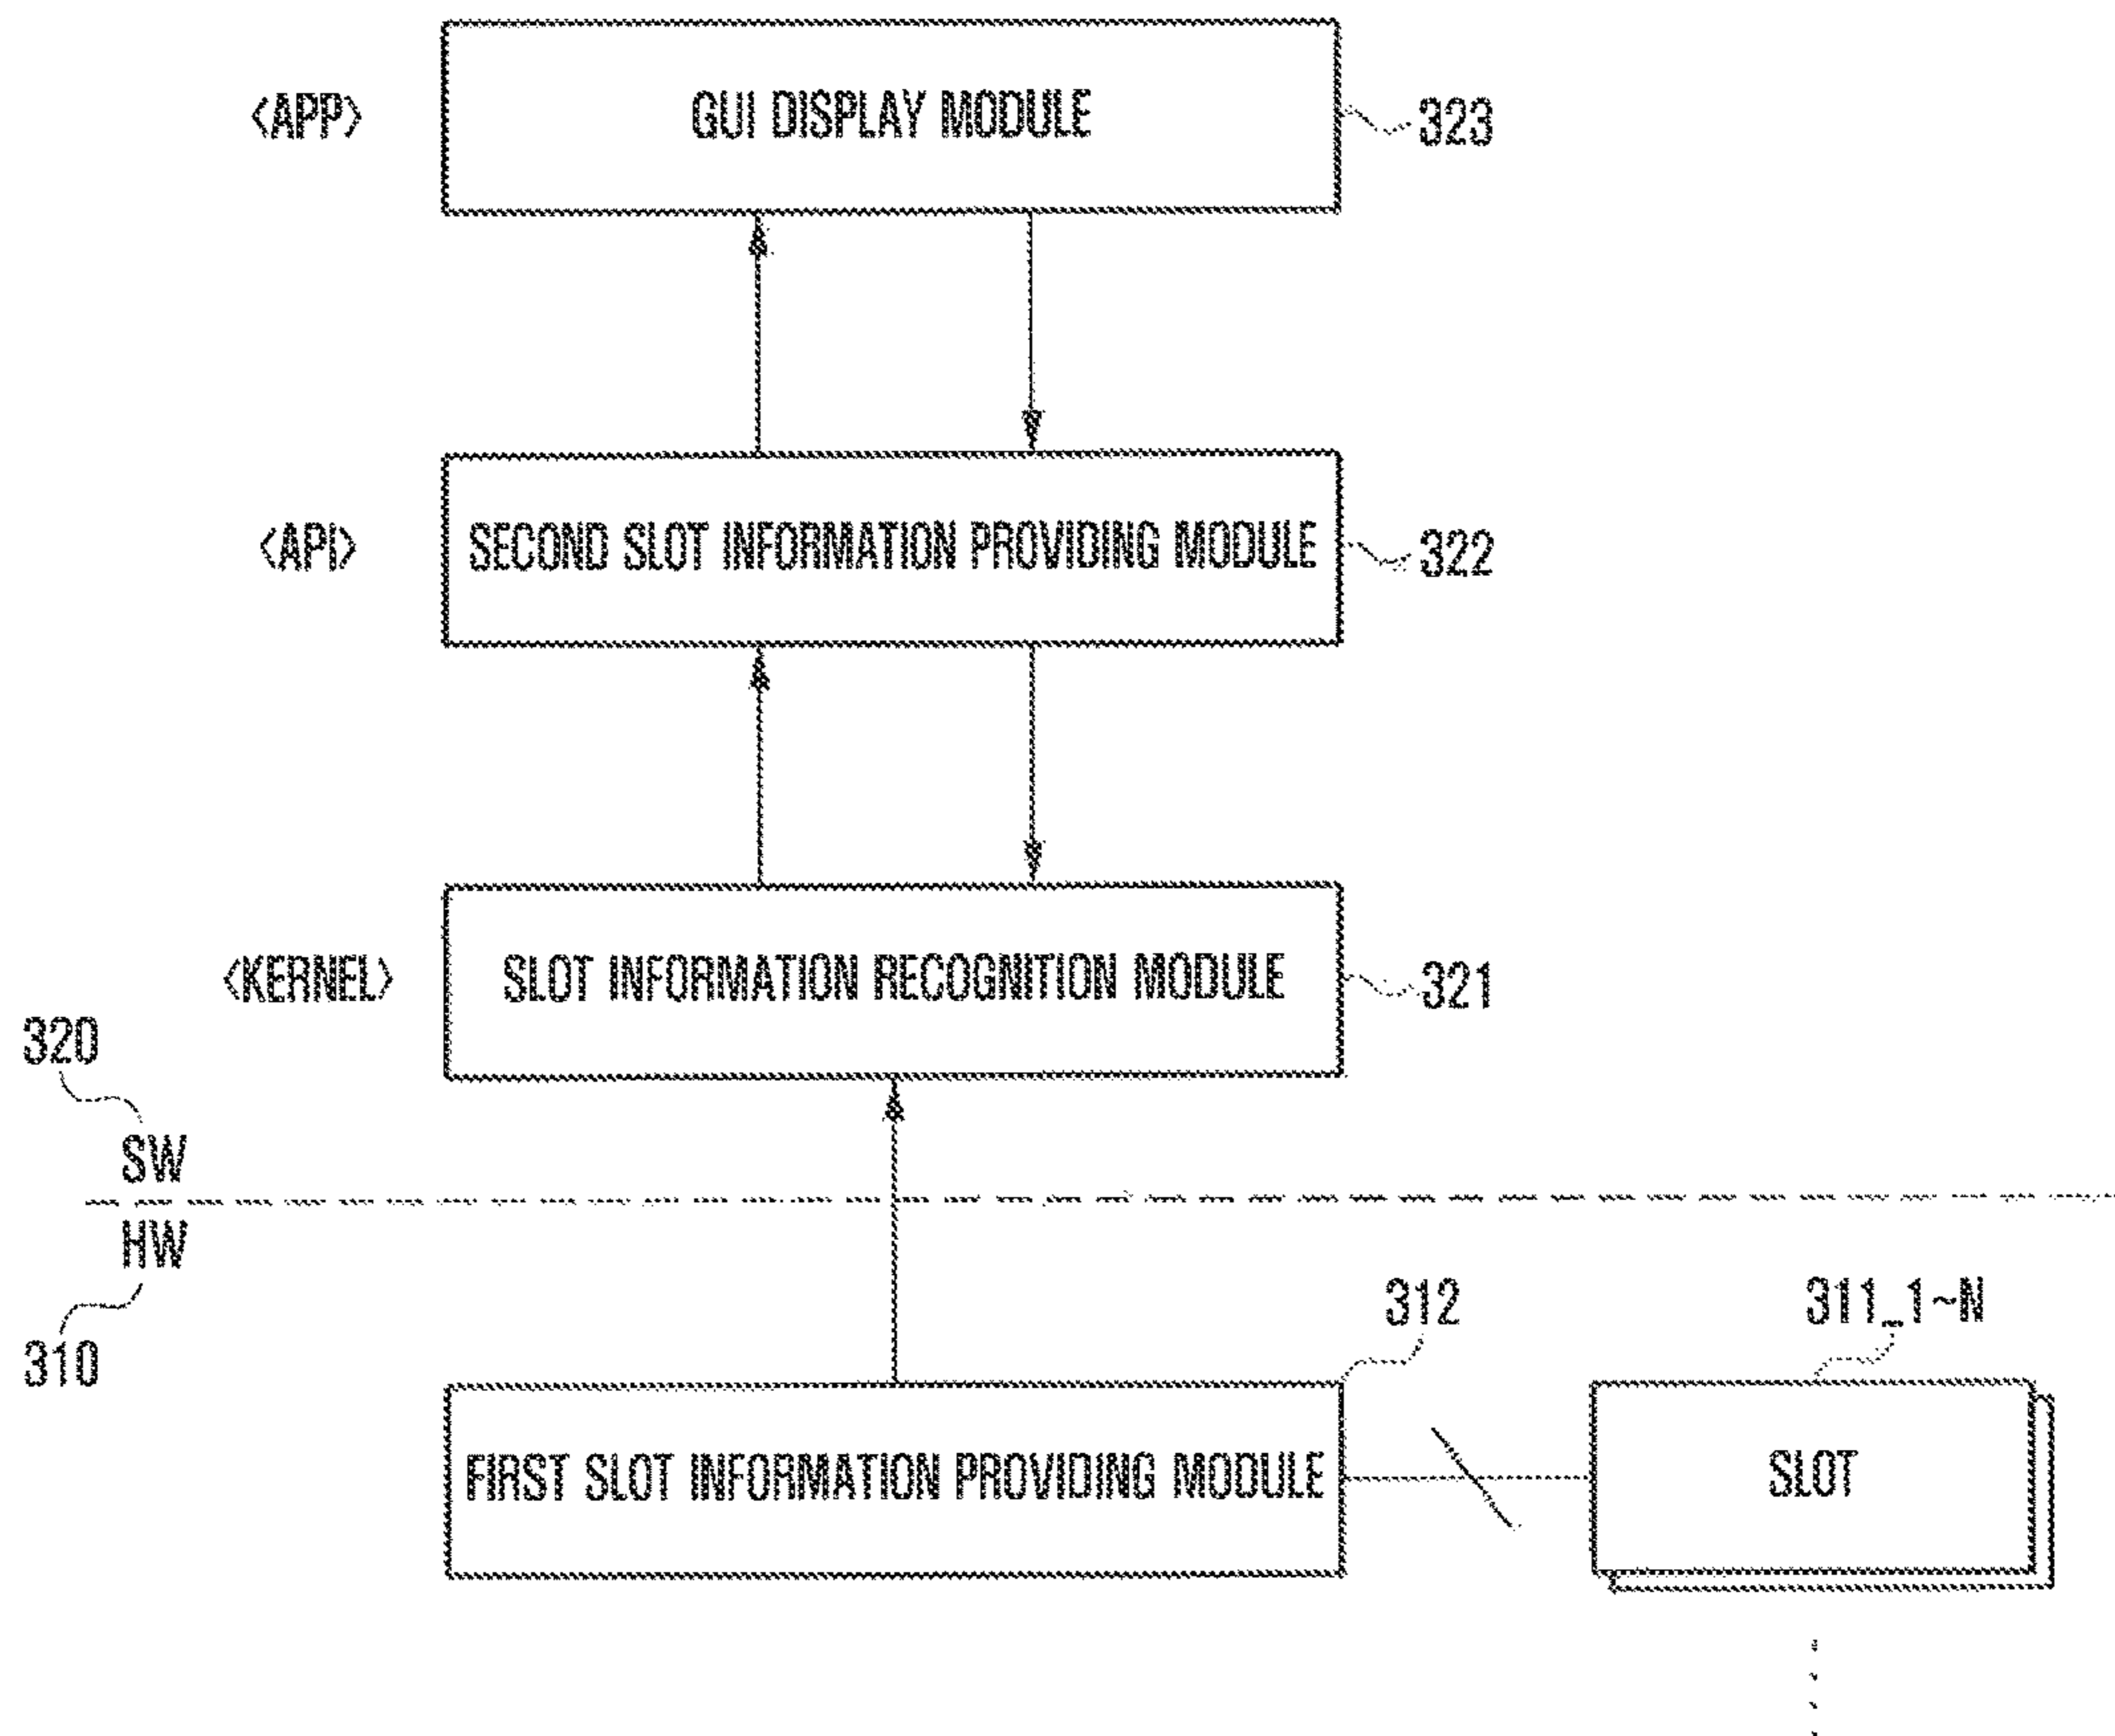 <APP>
GUI DISPLAY MODULE
323
<API>
SECOND SLOT INFORMATION PROVIDING MODULE
322
<KERNEL>
SLOT INFORMATION RECOGNITION MODULE
321
320
SW
HW
310
312
311_1~N
FIRST SLOT INFORMATION PROVIDING MODULE
SLOT